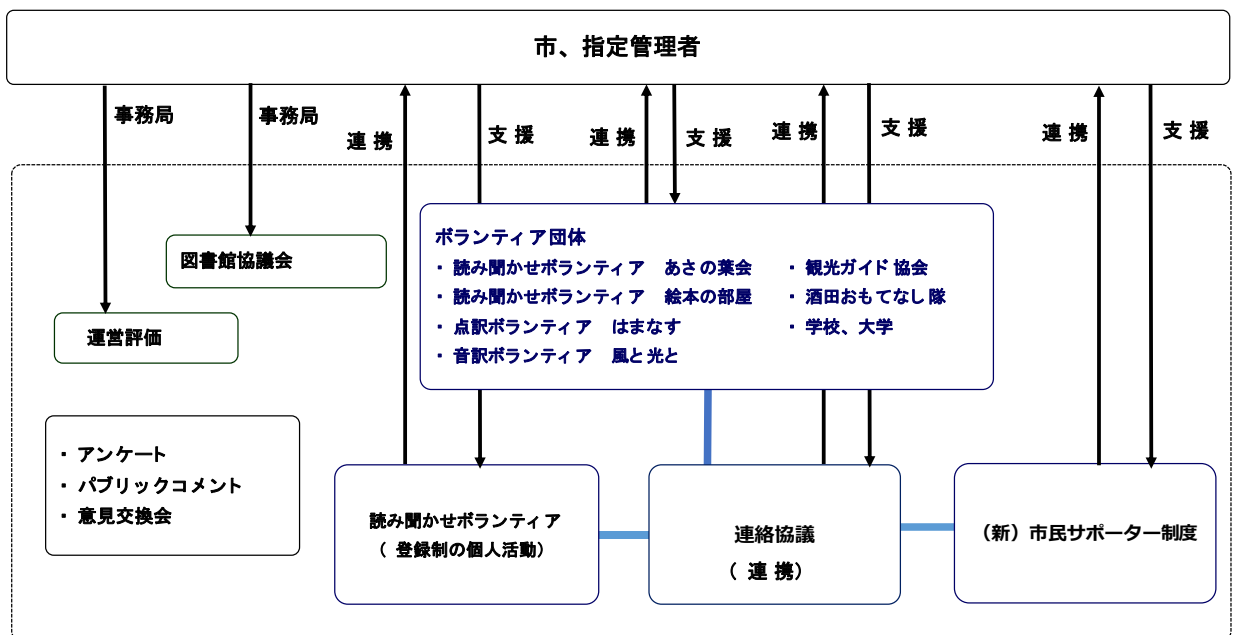 市、指定管理者
事務局
事務局
連 携
支 援
連 携
支 援
連 携
支 援
連 携
支 援
図書館協議会
運営評価
ボランティア団体
・ 読み聞かせボランティア　あさの葉会
・ 読み聞かせボランティア　絵本の部屋
・ 点訳ボランティア　はまなす
・ 音訳ボランティア　風と光と
・ 観光ガイド協会
・ 酒田おもてなし隊
・ 学校、大学
・ アンケート
・ パブリックコメント
・ 意見交換会
読み聞かせボランティア
（ 登録制の個人活動）
連絡協議
（ 連 携）
（新）市民サポーター制度